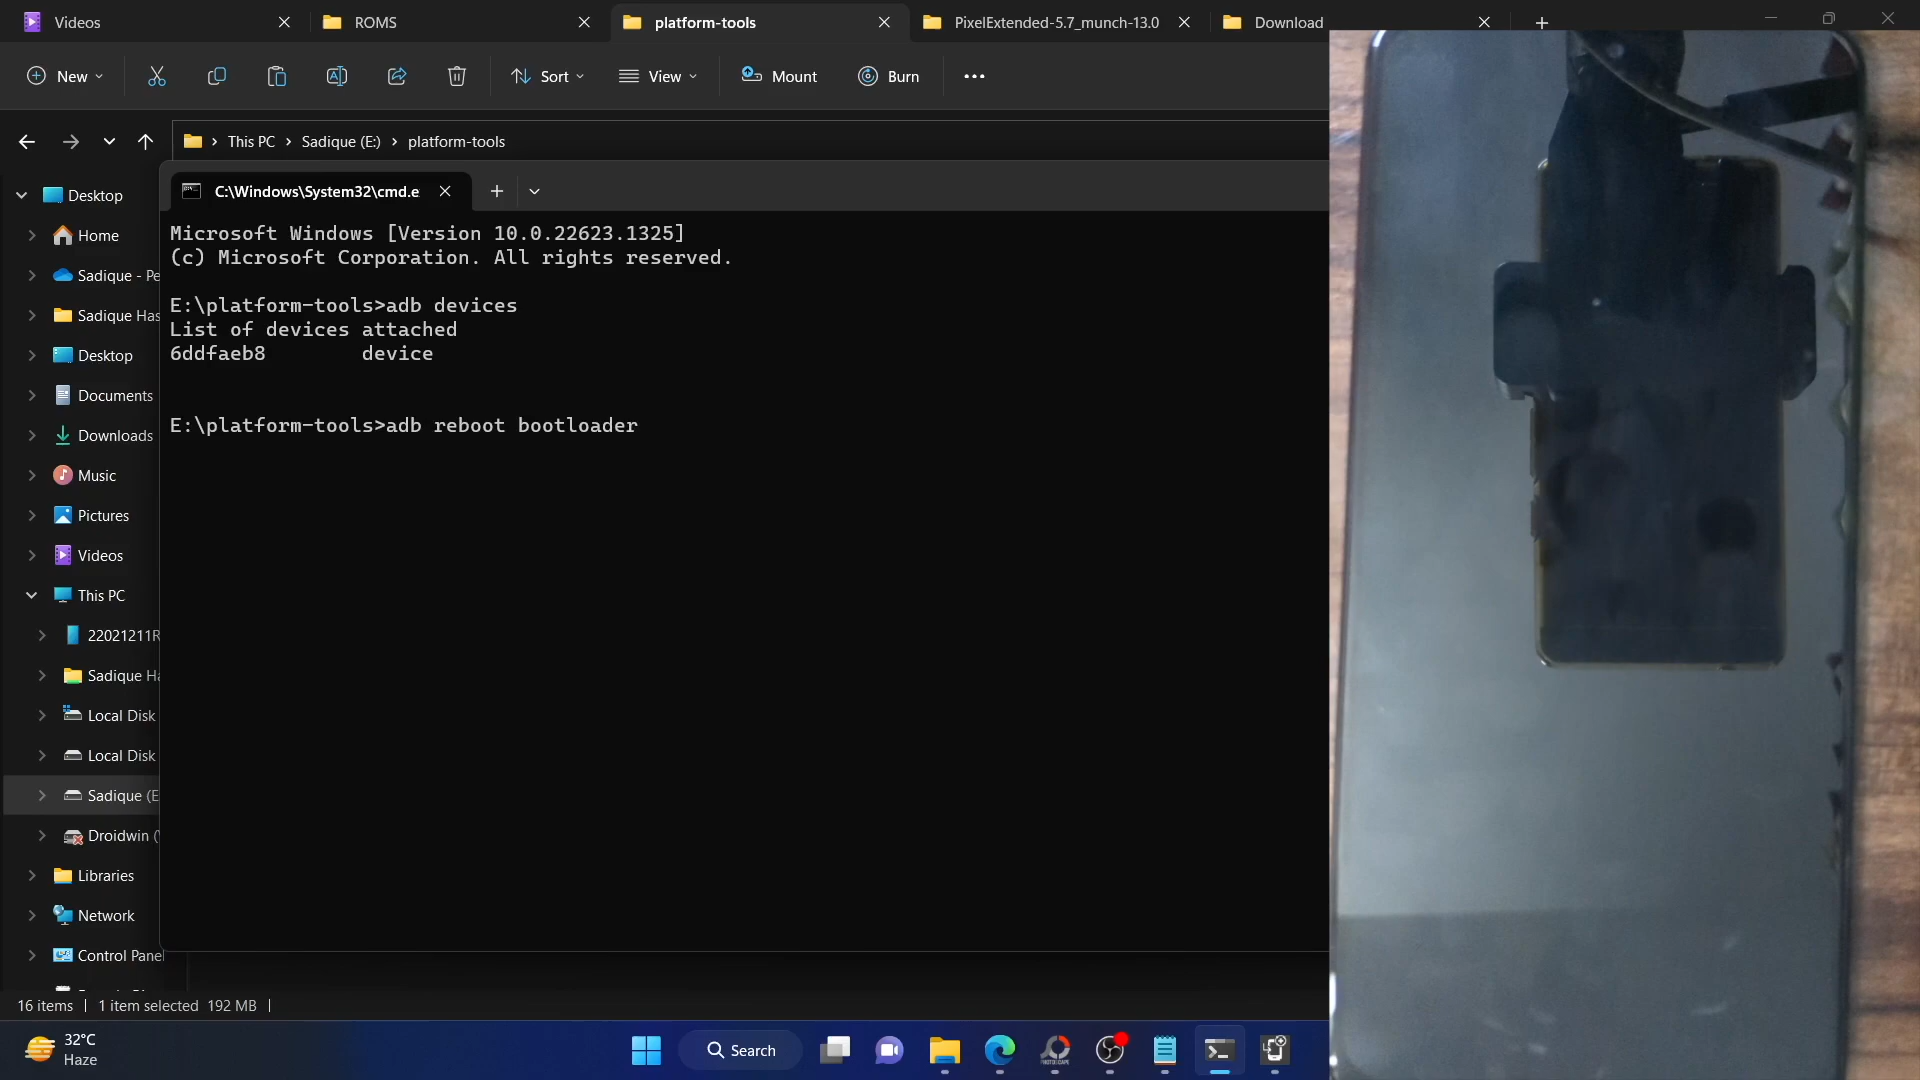 Videos
ROMS
platform-tools
PixelExtended-5.7_munch-13.0
Download
New
Sort
View
Mount
Burn
This PC
Sadique (E:)
platform-tools
C:\Windows\System32\cmd.e
Desktop
Home
Sadique - Pe
Sadique Has
Desktop
Documents
Downloads
Music
Pictures
Videos
This PC
22021211R
Sadique Ha
Local Disk
Local Disk
Sadique (E
Droidwin (
Libraries
Network
Control Panel
Microsoft Windows [Version 10.0.22623.1325]
(c) Microsoft Corporation. All rights reserved.
E:\platform-tools>adb devices
List of devices attached
6ddfaeb8 device
E:\platform-tools>adb reboot bootloader
16 items
1 item selected 192 MB
32°C
Haze
Search